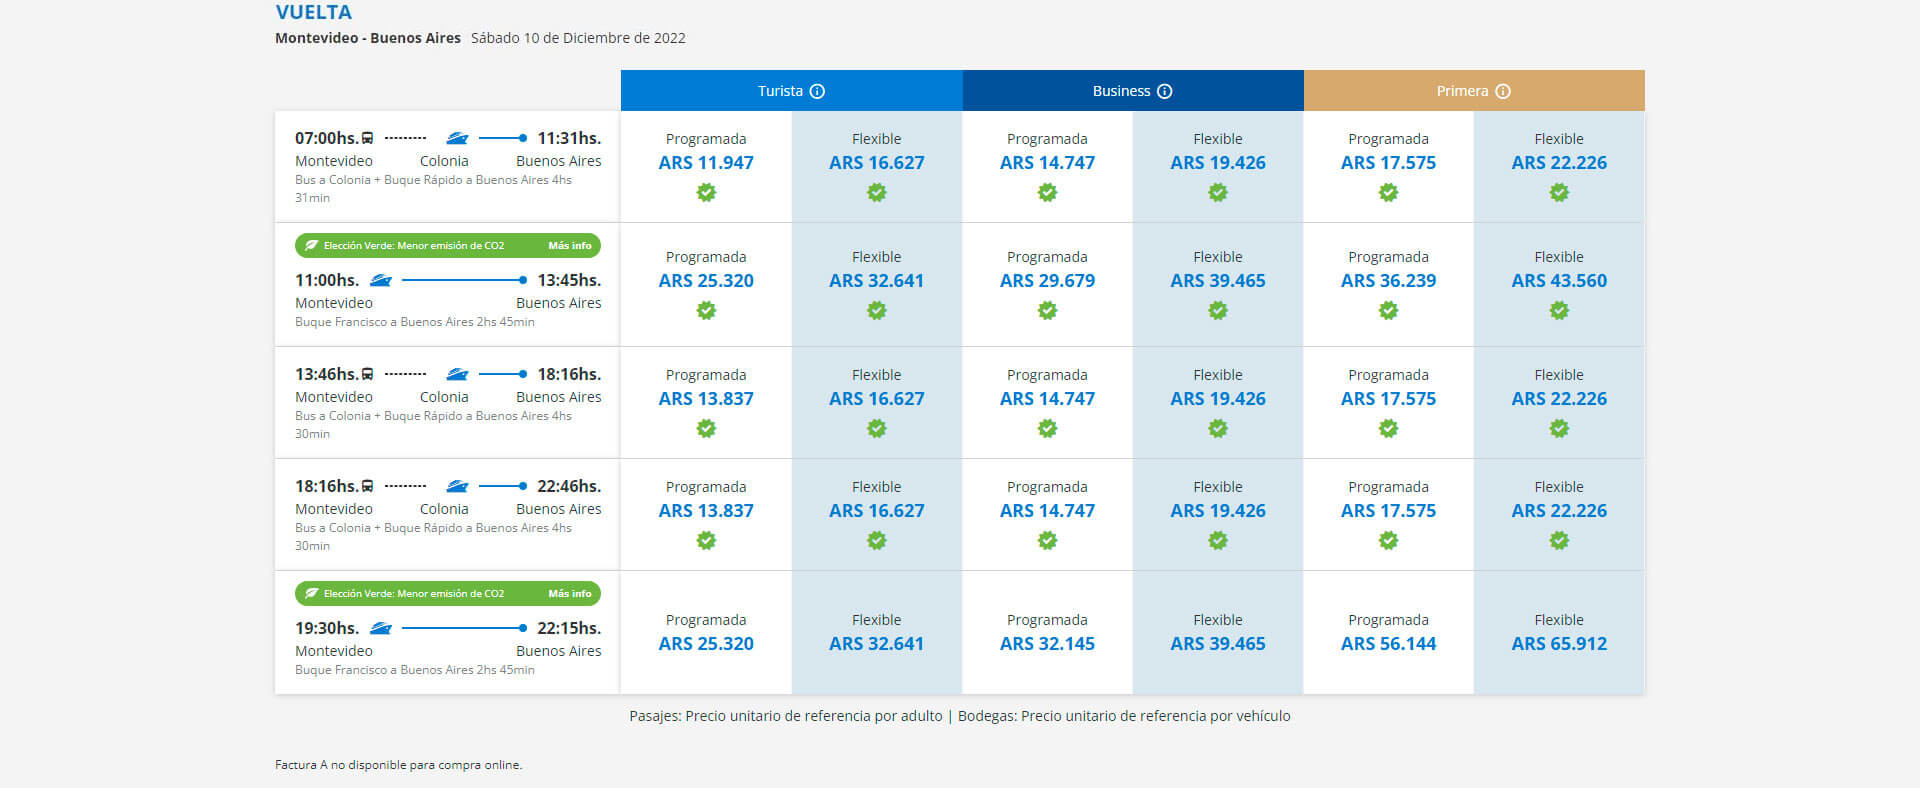 VUELTA
Montevideo - Buenos Aires Sábado 10 de Diciembre de 2022
Turista Business Primera
07:00hs. 11:31hs.
Montevideo Colonia Buenos Aires
Bus a Colonia + Buque Rápido a Buenos Aires 4hs
31min
Programada Flexible Programada Flexible Programada Flexible
ARS 11.947 ARS 16.627 ARS 14.747 ARS 19.426 ARS 17.575 ARS 22.226
Elección Verde: Menor emisión de CO2 Más info
11:00hs. 13:45hs.
Montevideo Buenos Aires
Buque Francisco a Buenos Aires 2hs 45min
Programada Flexible Programada Flexible Programada Flexible
ARS 25.320 ARS 32.641 ARS 29.679 ARS 39.465 ARS 36.239 ARS 43.560
13:46hs. 18:16hs.
Montevideo Colonia Buenos Aires
Bus a Colonia + Buque Rápido a Buenos Aires 4hs
30min
Programada Flexible Programada Flexible Programada Flexible
ARS 13.837 ARS 16.627 ARS 14.747 ARS 19.426 ARS 17.575 ARS 22.226
18:16hs. 22:46hs.
Montevideo Colonia Buenos Aires
Bus a Colonia + Buque Rápido a Buenos Aires 4hs
30min
Programada Flexible Programada Flexible Programada Flexible
ARS 13.837 ARS 16.627 ARS 14.747 ARS 19.426 ARS 17.575 ARS 22.226
Elección Verde: Menor emisión de CO2 Más info
19:30hs. 22:15hs.
Montevideo Buenos Aires
Buque Francisco a Buenos Aires 2hs 45min
Programada Flexible Programada Flexible Programada Flexible
ARS 25.320 ARS 32.641 ARS 32.145 ARS 39.465 ARS 56.144 ARS 65.912
Pasajes: Precio unitario de referencia por adulto | Bodegas: Precio unitario de referencia por vehículo
Factura A no disponible para compra online.